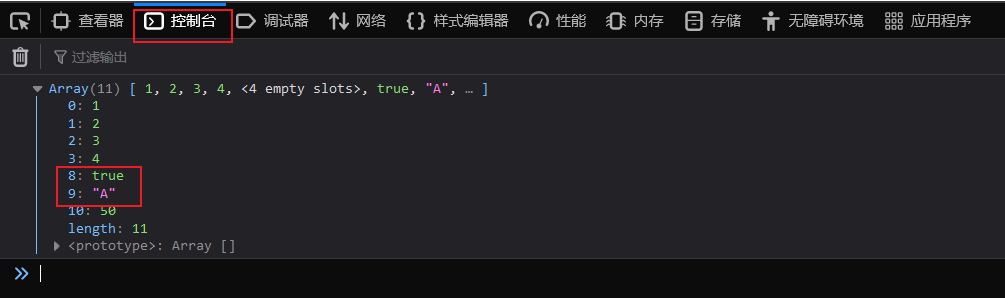 查看器 控制台 调试器 网络 样式编辑器 性能 内存 存储 无障碍环境 应用程序
过滤输出
Array(11) [ 1, 2, 3, 4, <4 empty slots>, true, "A", … ]
0: 1
1: 2
2: 3
3: 4
8: true
9: "A"
10: 50
length: 11
<prototype>: Array []